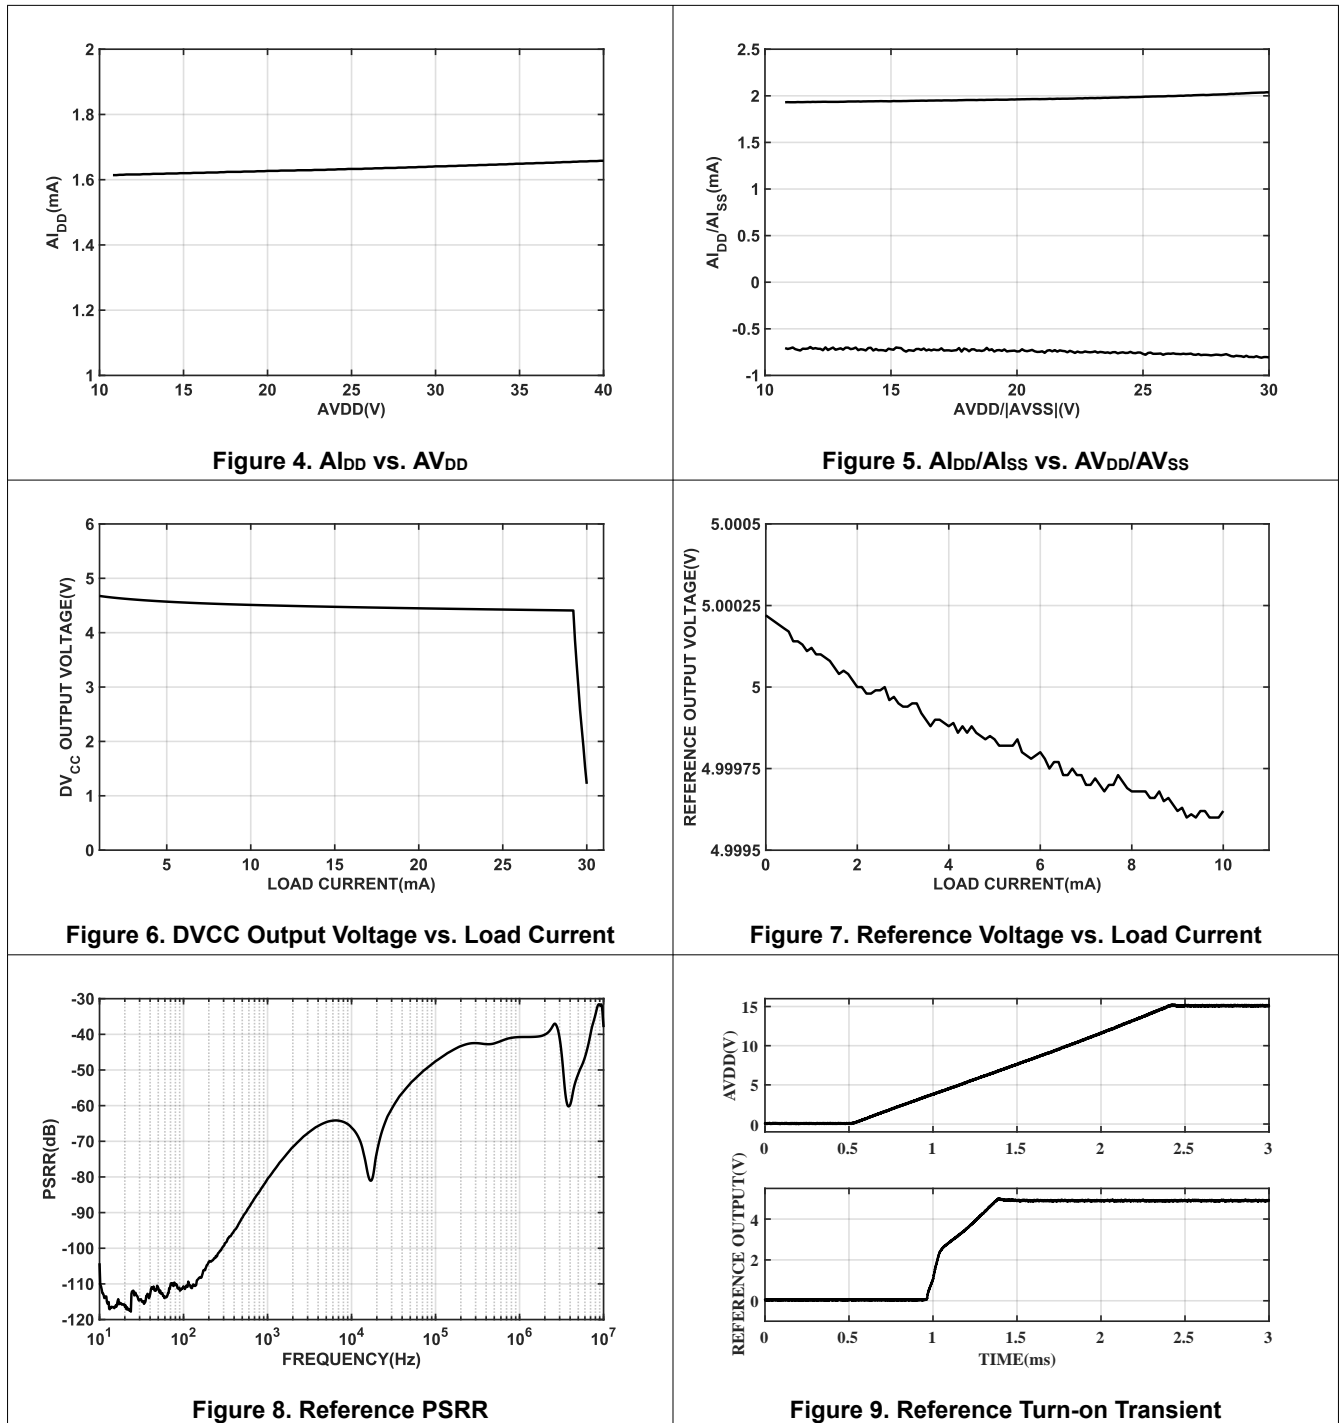 2
1.8
1.6
1.4
1.2
1
AI_DD(mA)
10 15 20 25 30 35 40
AVDD(V)
Figure 4. AIDD vs. AVDD
2.5
2
1.5
1
0.5
0
-0.5
-1
AI_DD/AI_SS(mA)
10 15 20 25 30
AVDD/|AVSS|(V)
Figure 5. AIDD/AISS vs. AVDD/AVSS
6
5
4
3
2
1
0
DV_CC OUTPUT VOLTAGE(V)
5 10 15 20 25 30
LOAD CURRENT(mA)
Figure 6. DVCC Output Voltage vs. Load Current
5.0005
5.00025
5
4.99975
4.9995
REFERENCE OUTPUT VOLTAGE(V)
0 2 4 6 8 10
LOAD CURRENT(mA)
Figure 7. Reference Voltage vs. Load Current
-30
-40
-50
-60
-70
-80
-90
-100
-110
-120
PSRR(dB)
10^1 10^2 10^3 10^4 10^5 10^6 10^7
FREQUENCY(Hz)
Figure 8. Reference PSRR
15
10
5
0
AVDD(V)
0 0.5 1 1.5 2 2.5 3
4
2
0
REFERENCE OUTPUT(V)
0 0.5 1 1.5 2 2.5 3
TIME(ms)
Figure 9. Reference Turn-on Transient